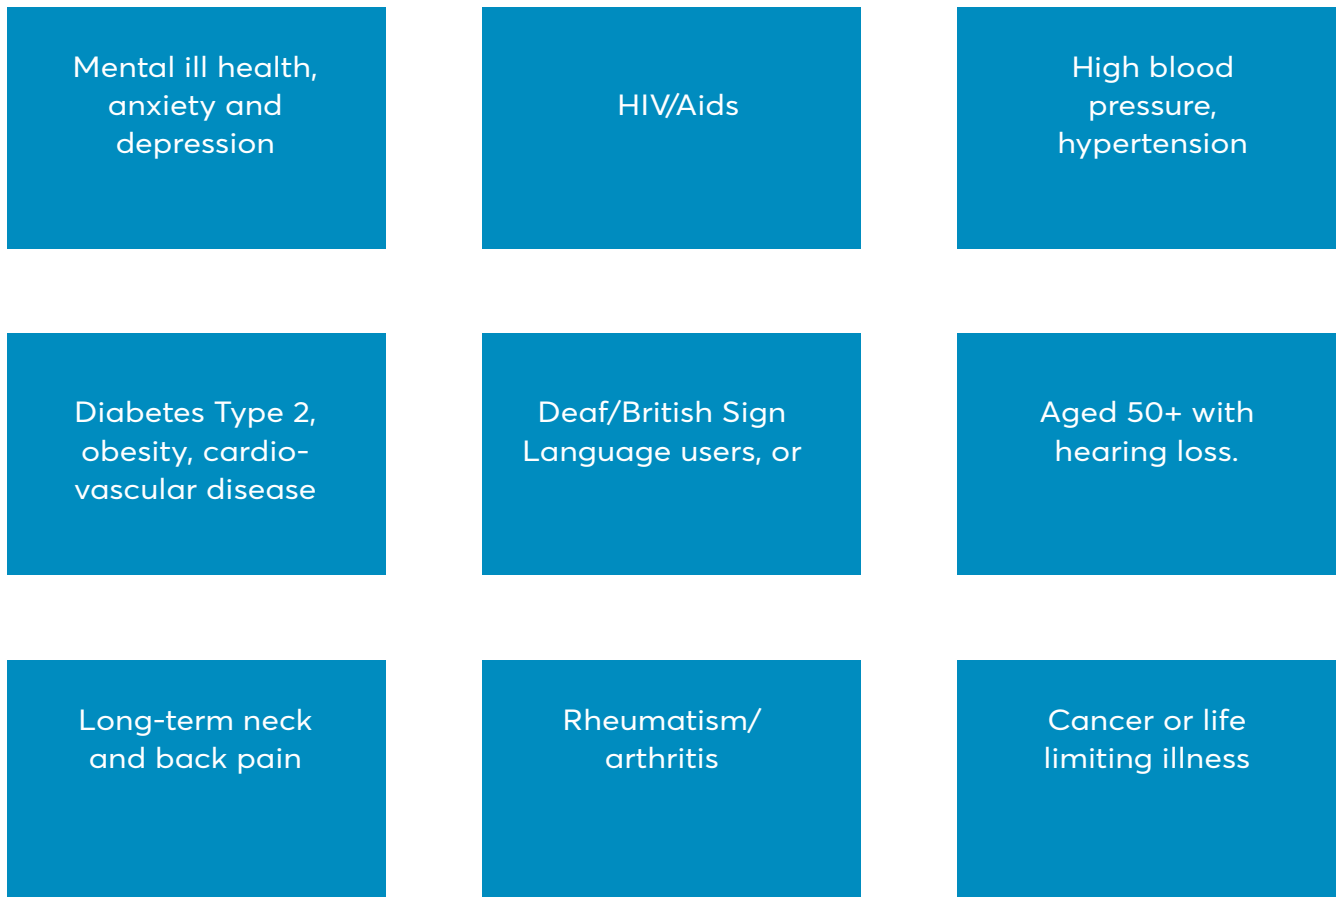 Mental ill health,
anxiety and
depression
HIV/Aids
High blood
pressure,
hypertension
Diabetes Type 2,
obesity, cardio-
vascular disease
Deaf/British Sign
Language users, or
Aged 50+ with
hearing loss.
Long-term neck
and back pain
Rheumatism/
arthritis
Cancer or life
limiting illness